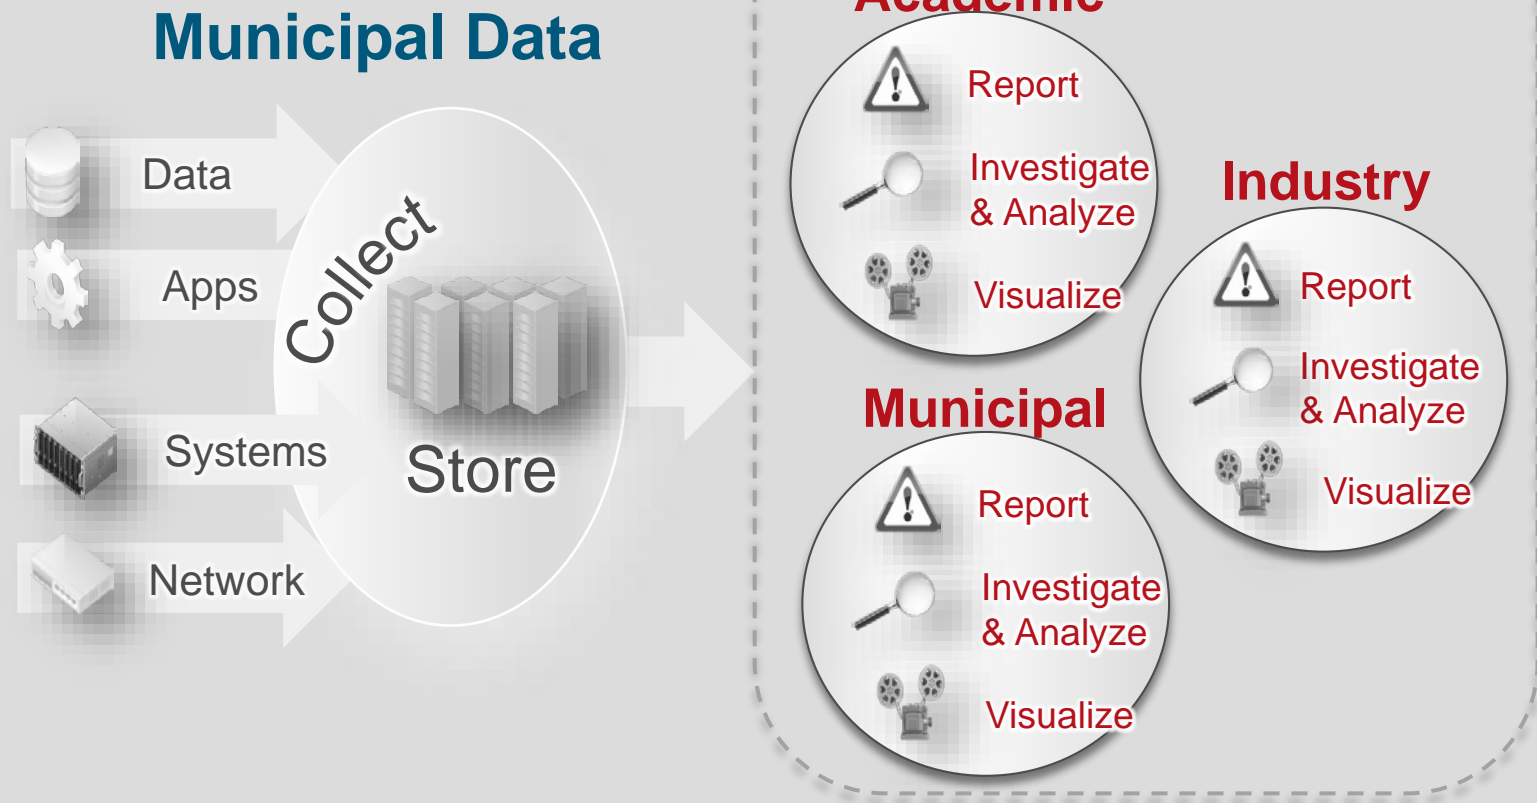 Municipal Data
Data
Apps
Systems
Network
Collect
Store
Academic
Report
Investigate
& Analyze
Visualize
Industry
Report
Investigate
& Analyze
Visualize
Municipal
Report
Investigate
& Analyze
Visualize